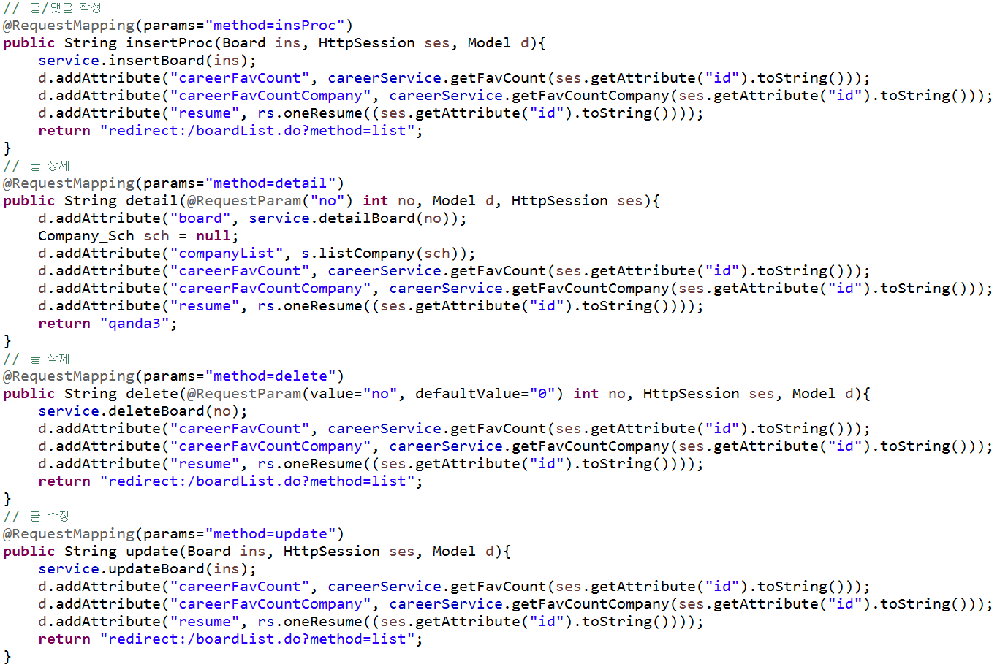 // 글/댓글 작성
@RequestMapping(params="method=insProc")
public String insertProc(Board ins, HttpSession ses, Model d){
    service.insertBoard(ins);
    d.addAttribute("careerFavCount", careerService.getFavCount(ses.getAttribute("id").toString()));
    d.addAttribute("careerFavCountCompany", careerService.getFavCountCompany(ses.getAttribute("id").toString()));
    d.addAttribute("resume", rs.oneResume((ses.getAttribute("id").toString())));
    return "redirect:/boardList.do?method=list";
}
// 글 상세
@RequestMapping(params="method=detail")
public String detail(@RequestParam("no") int no, Model d, HttpSession ses){
    d.addAttribute("board", service.detailBoard(no));
    Company_Sch sch = null;
    d.addAttribute("companyList", s.listCompany(sch));
    d.addAttribute("careerFavCount", careerService.getFavCount(ses.getAttribute("id").toString()));
    d.addAttribute("careerFavCountCompany", careerService.getFavCountCompany(ses.getAttribute("id").toString()));
    d.addAttribute("resume", rs.oneResume((ses.getAttribute("id").toString())));
    return "qanda3";
}
// 글 삭제
@RequestMapping(params="method=delete")
public String delete(@RequestParam(value="no", defaultValue="0") int no, HttpSession ses, Model d){
    service.deleteBoard(no);
    d.addAttribute("careerFavCount", careerService.getFavCount(ses.getAttribute("id").toString()));
    d.addAttribute("careerFavCountCompany", careerService.getFavCountCompany(ses.getAttribute("id").toString()));
    d.addAttribute("resume", rs.oneResume((ses.getAttribute("id").toString())));
    return "redirect:/boardList.do?method=list";
}
// 글 수정
@RequestMapping(params="method=update")
public String update(Board ins, HttpSession ses, Model d){
    service.updateBoard(ins);
    d.addAttribute("careerFavCount", careerService.getFavCount(ses.getAttribute("id").toString()));
    d.addAttribute("careerFavCountCompany", careerService.getFavCountCompany(ses.getAttribute("id").toString()));
    d.addAttribute("resume", rs.oneResume((ses.getAttribute("id").toString())));
    return "redirect:/boardList.do?method=list";
}